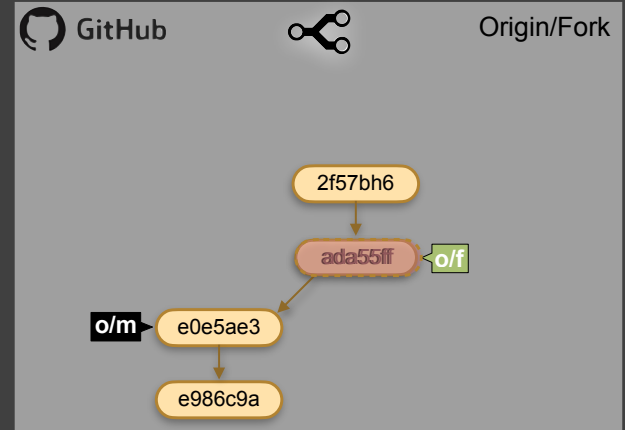 GitHub
Origin/Fork
2f57bh6
ada55ff
o/f
o/m
e0e5ae3
e986c9a